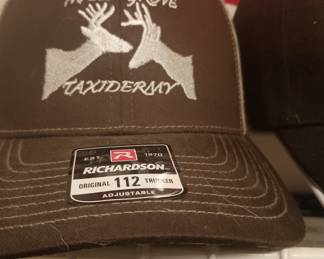 TAXIDERMY
EST. R 1970
RICHARDSON
ORIGINAL 112 TRUCKER
ADJUSTABLE